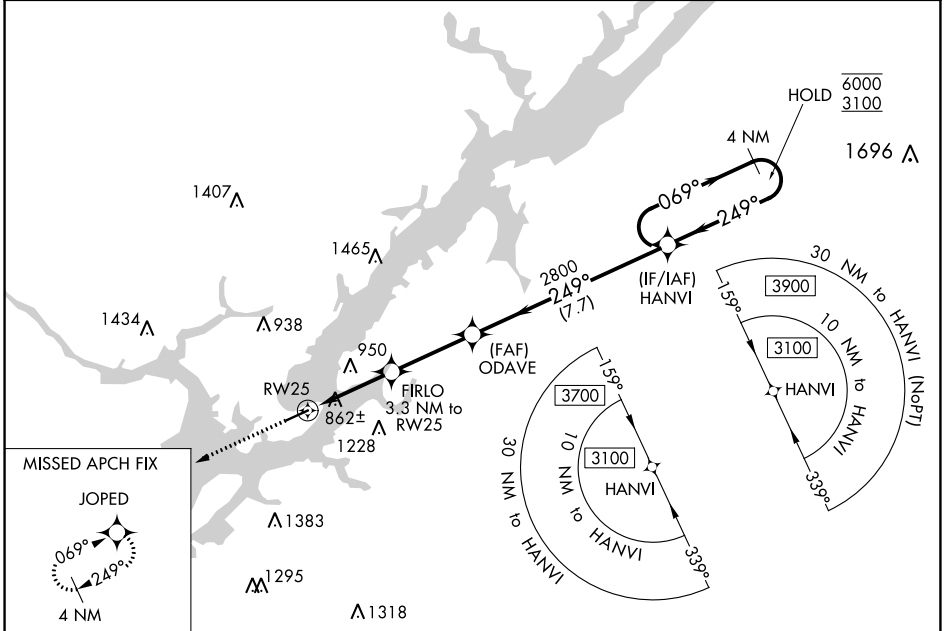 6000
3100
HOLD
4 NM
1696
069°
249°
1407
1465
(IF/IAF)
HANVI
2800
249°
(7.7)
30 NM to HANVI (NoPT)
159°
3900
10 NM to HANVI
3100
HANVI
339°
1434
938
950
(FAF)
ODAVE
FIRLO
3.3 NM to
RW25
RW25
862±
1228
159°
3700
10 NM to HANVI
3100
HANVI
30 NM to HANVI
339°
MISSED APCH FIX
JOPED
069°
249°
4 NM
1383
1295
1318